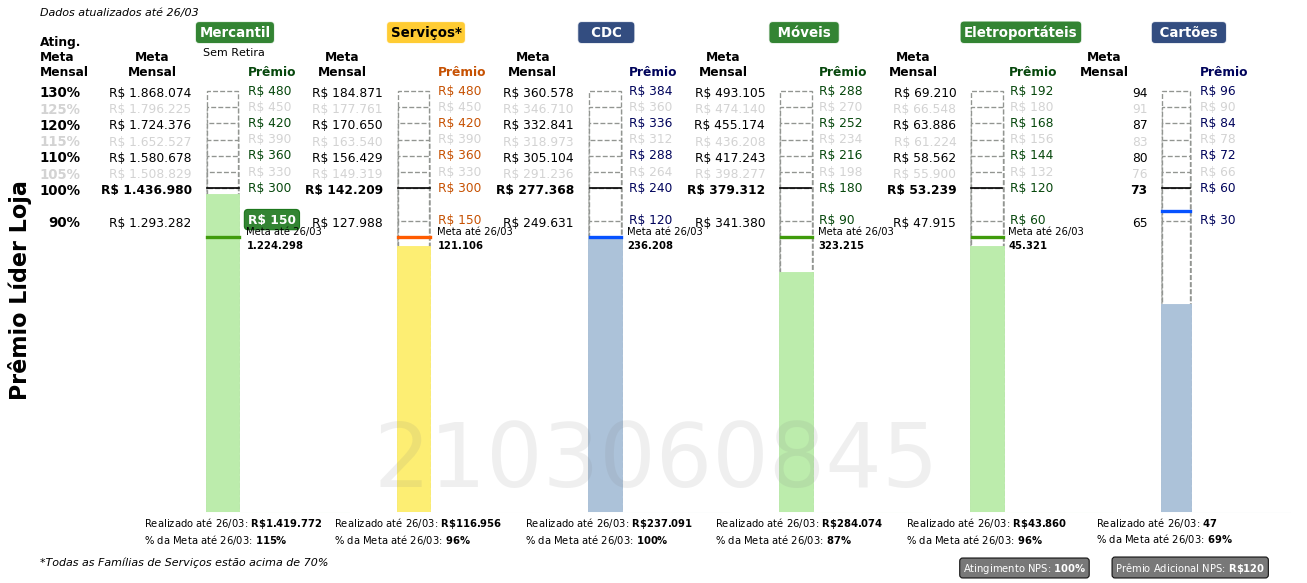 Dados atualizados até 26/03
Mercantil Serviços* CDC Móveis Eletroportáteis Cartões
Sem Retira
Ating. Meta Mensal
Meta Mensal Prêmio Meta Mensal Prêmio Meta Mensal Prêmio Meta Mensal Prêmio Meta Mensal Prêmio Meta Mensal Prêmio
130% R$ 1.868.074 R$ 480 R$ 184.871 R$ 480 R$ 360.578 R$ 384 R$ 493.105 R$ 288 R$ 69.210 R$ 192 94 R$ 96
125% R$ 1.796.225 R$ 450 R$ 177.761 R$ 450 R$ 346.710 R$ 360 R$ 474.140 R$ 270 R$ 66.548 R$ 180 91 R$ 90
120% R$ 1.724.376 R$ 420 R$ 170.650 R$ 420 R$ 332.841 R$ 336 R$ 455.174 R$ 252 R$ 63.886 R$ 168 87 R$ 84
115% R$ 1.652.527 R$ 390 R$ 163.540 R$ 390 R$ 318.973 R$ 312 R$ 436.208 R$ 234 R$ 61.224 R$ 156 83 R$ 78
110% R$ 1.580.678 R$ 360 R$ 156.429 R$ 360 R$ 305.104 R$ 288 R$ 417.243 R$ 216 R$ 58.562 R$ 144 80 R$ 72
105% R$ 1.508.829 R$ 330 R$ 149.319 R$ 330 R$ 291.236 R$ 264 R$ 398.277 R$ 198 R$ 55.900 R$ 132 76 R$ 66
100% R$ 1.436.980 R$ 300 R$ 142.209 R$ 300 R$ 277.368 R$ 240 R$ 379.312 R$ 180 R$ 53.239 R$ 120 73 R$ 60
90% R$ 1.293.282 R$ 150 R$ 127.988 R$ 150 R$ 249.631 R$ 120 R$ 341.380 R$ 90 R$ 47.915 R$ 60 65 R$ 30
Meta até 26/03 Meta até 26/03 Meta até 26/03 Meta até 26/03 Meta até 26/03
1.224.298 121.106 236.208 323.215 45.321
Prêmio Líder Loja
2103060845
Realizado até 26/03: R$1.419.772 Realizado até 26/03: R$116.956 Realizado até 26/03: R$237.091 Realizado até 26/03: R$284.074 Realizado até 26/03: R$43.860 Realizado até 26/03: 47
% da Meta até 26/03: 115% % da Meta até 26/03: 96% % da Meta até 26/03: 100% % da Meta até 26/03: 87% % da Meta até 26/03: 96% % da Meta até 26/03: 69%
*Todas as Famílias de Serviços estão acima de 70%
Atingimento NPS: 100% Prêmio Adicional NPS: R$120